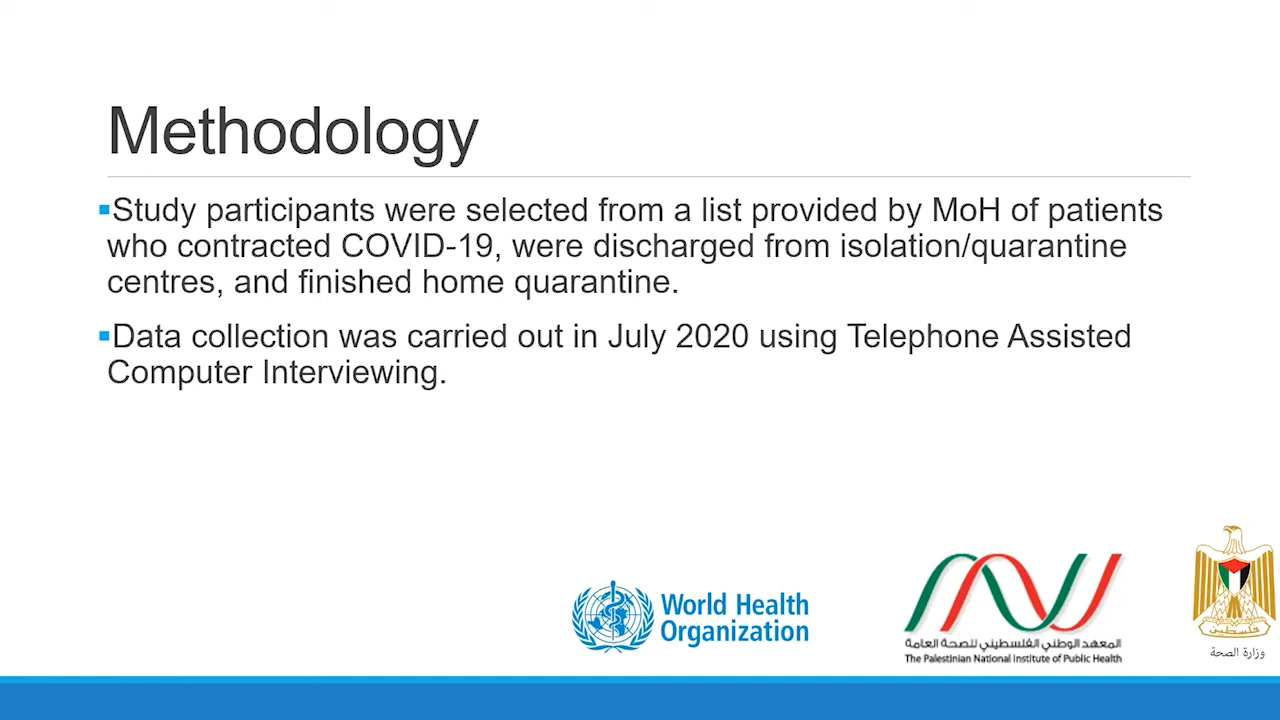 Methodology
▪Study participants were selected from a list provided by MoH of patients
who contracted COVID-19, were discharged from isolation/quarantine
centres, and finished home quarantine.
▪Data collection was carried out in July 2020 using Telephone Assisted
Computer Interviewing.
World Health
Organization
المعهد الوطني الفلسطيني للصحة العامة
The Palestinian National Institute of Public Health
فلسطين
وزارة الصحة